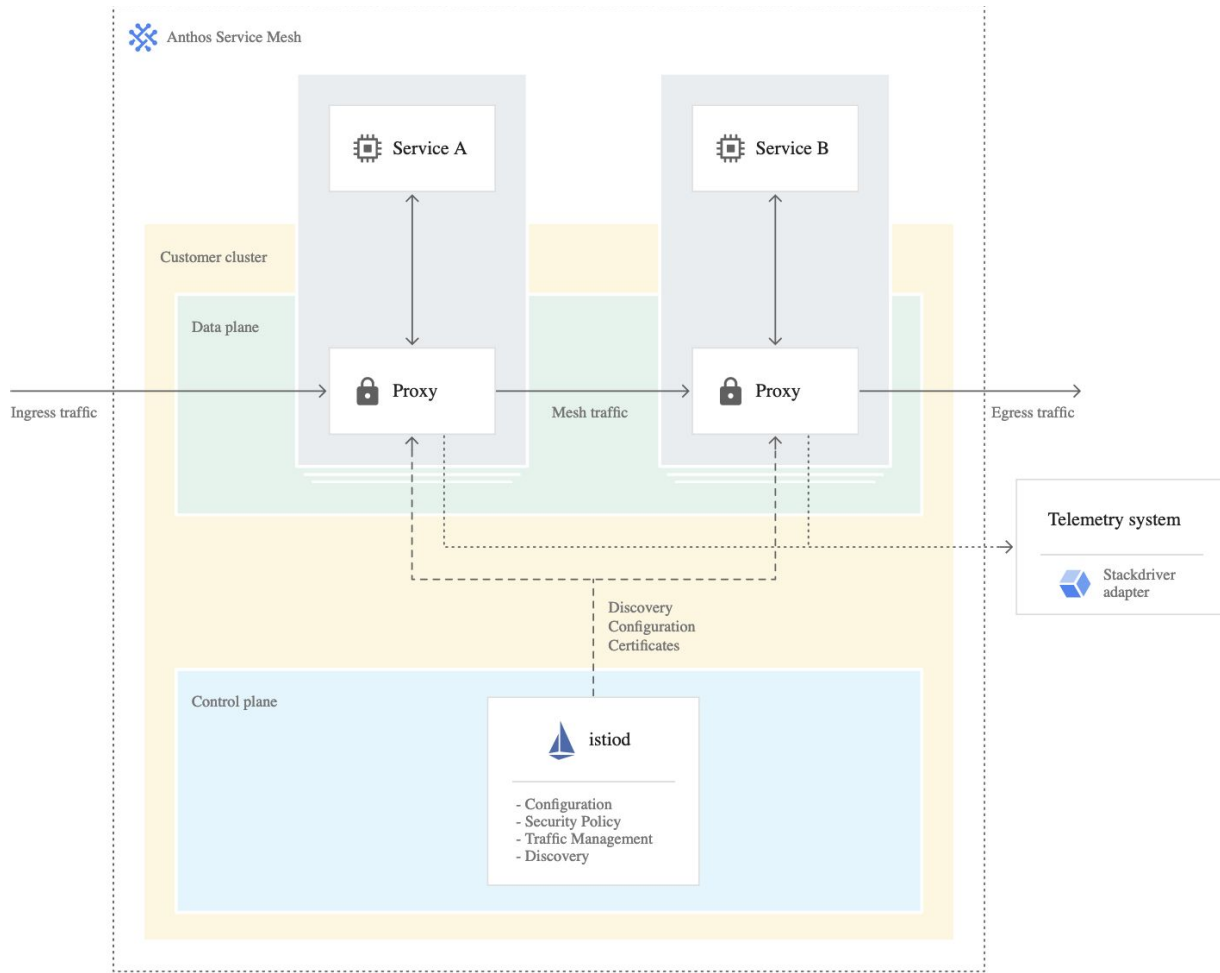 Anthos Service Mesh
Service A
Service B
Customer cluster
Data plane
Proxy
Proxy
Ingress traffic
Mesh traffic
Egress traffic
Telemetry system
Stackdriver
adapter
Discovery
Configuration
Certificates
Control plane
istiod
- Configuration
- Security Policy
- Traffic Management
- Discovery